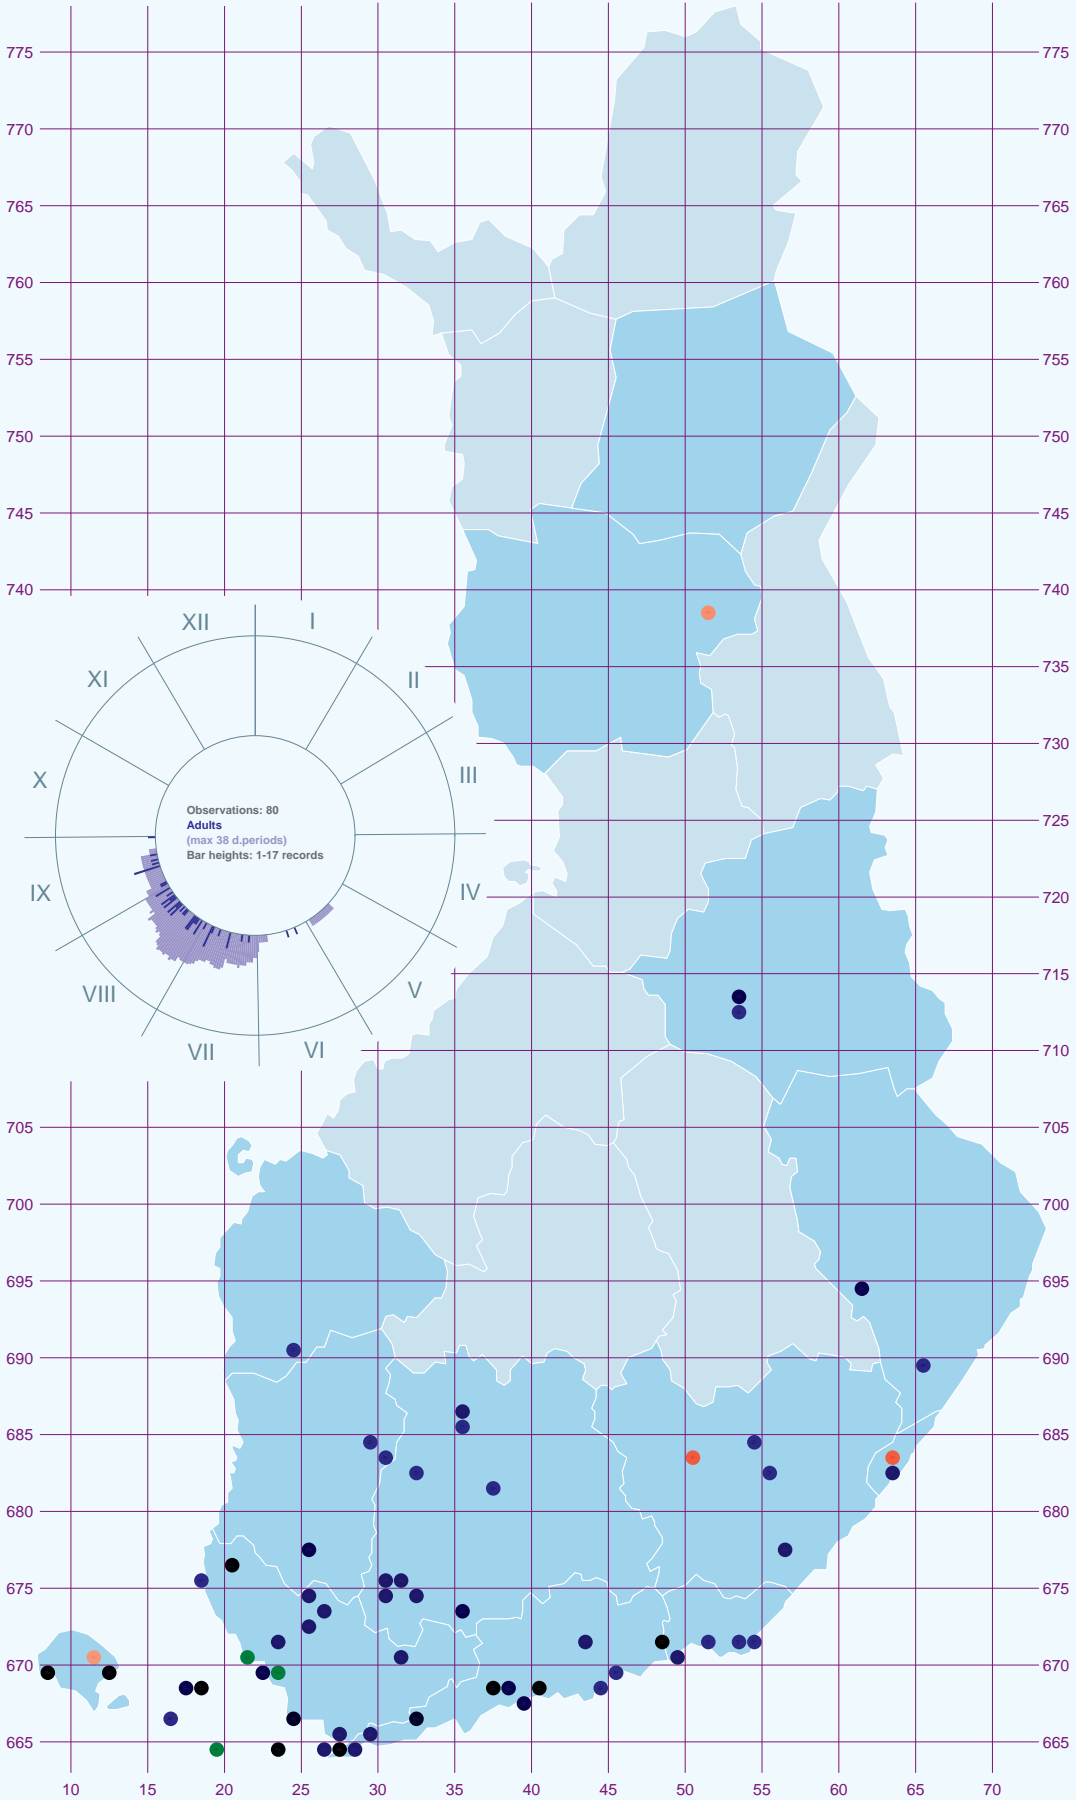 775 775
770 770
765 765
760 760
755 755
750 750
745 745
740 740
735
730
725
720
715
710
705 705
700 700
695 695
690 690
685 685
680 680
675 675
670 670
665 665
XII I
XI II
X III
IX IV
VIII V
VII VI
Observations: 80
Adults
(max 38 d.periods)
Bar heights: 1-17 records
10 15 20 25 30 35 40 45 50 55 60 65 70